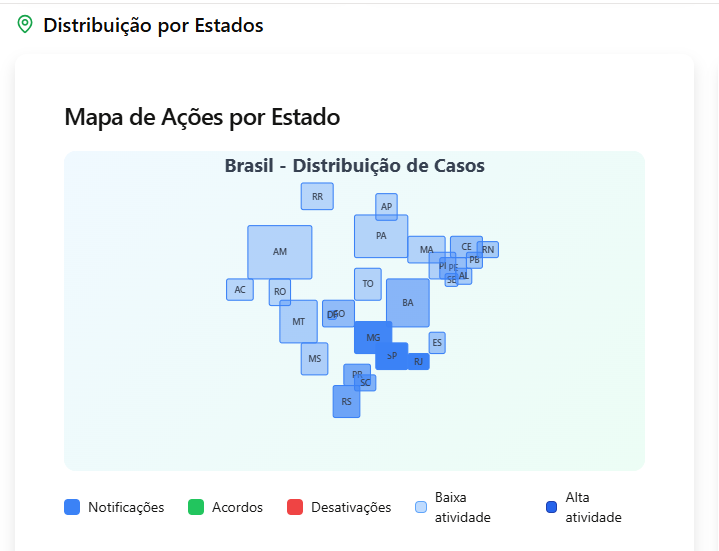 Distribuição por Estados
Mapa de Ações por Estado
Brasil - Distribuição de Casos
RR
AP
PA
AM
MA
CE
RN
PI
PE
PB
AL
SE
AC
RO
TO
BA
MT
DF
GO
MG
ES
SP
RJ
MS
PR
SC
RS
Notificações
Acordos
Desativações
Baixa
atividade
Alta
atividade